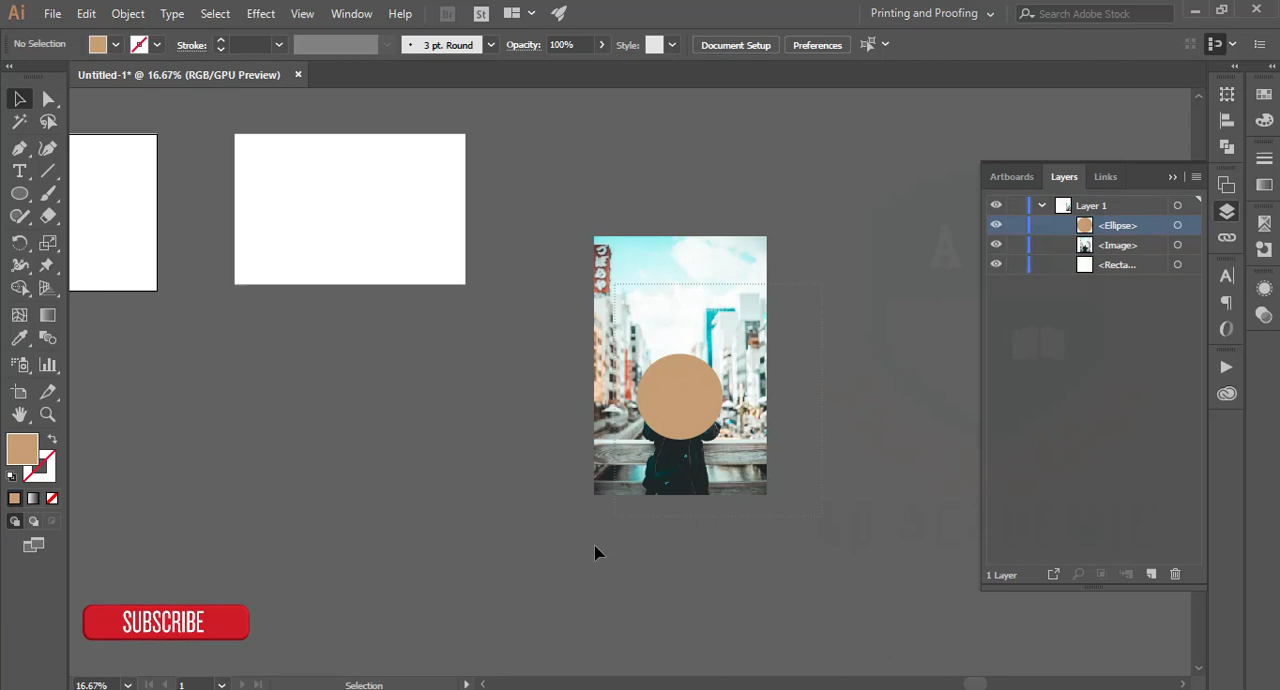 Ai File Edit Object Type Select Effect View Window Help Br St Printing and Proofing Search Adobe Stock
No Selection Stroke: 3 pt. Round Opacity: 100% Style: Document Setup Preferences
Untitled-1* @ 16.67% (RGB/GPU Preview) ×
Artboards Layers Links
Layer 1
<Ellipse>
<Image>
<Recta...
1 Layer
SUBSCRIBE
16.67% 1 Selection